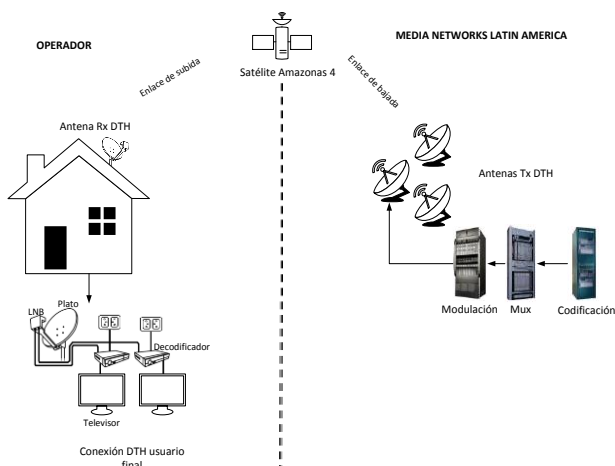 OPERADOR
MEDIA NETWORKS LATIN AMERICA
Satélite Amazonas 4
Enlace de subida
Enlace de bajada
Antena Rx DTH
Antenas Tx DTH
Modulación
Mux
Codificación
LNB
Plato
Decodificador
Televisor
Conexión DTH usuario
final